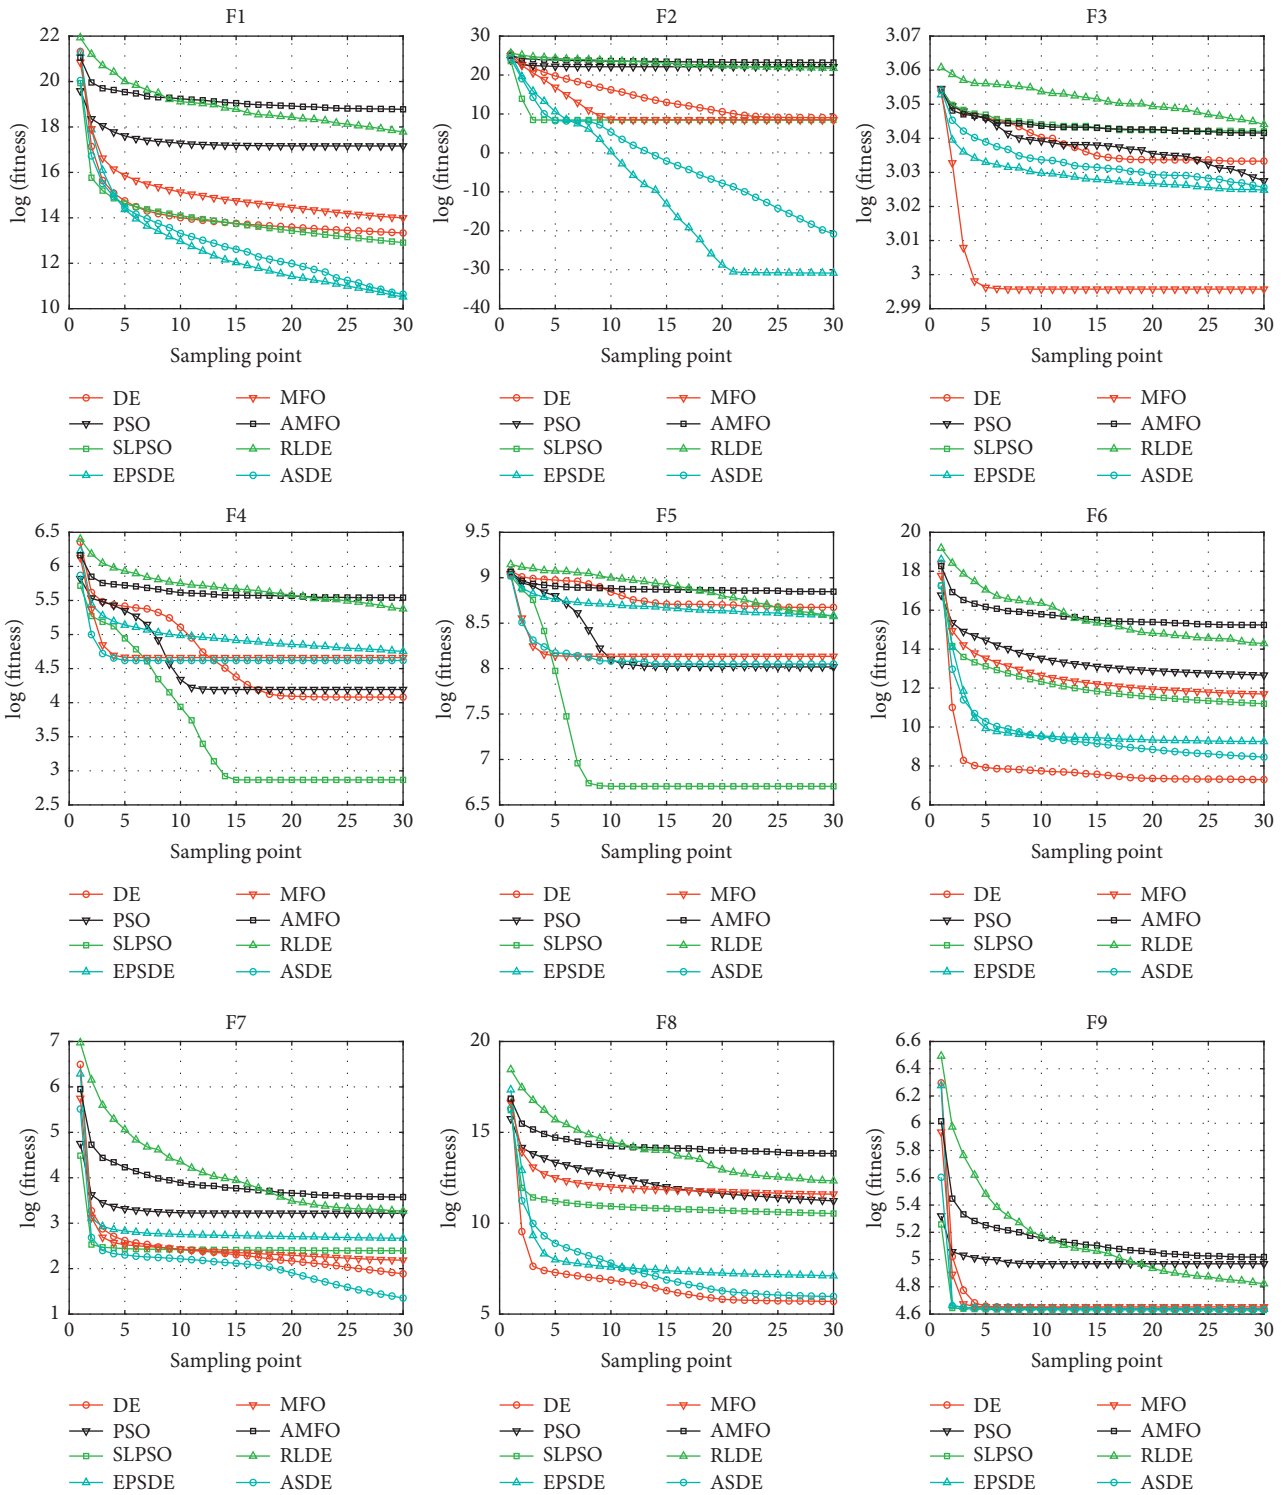 F1
log (fitness)
22
20
18
16
14
12
10
0 5 10 15 20 25 30
Sampling point
DE MFO
PSO AMFO
SLPSO RLDE
EPSDE ASDE
F2
log (fitness)
30
20
10
0
-10
-20
-30
-40
0 5 10 15 20 25 30
Sampling point
DE MFO
PSO AMFO
SLPSO RLDE
EPSDE ASDE
F3
log (fitness)
3.07
3.06
3.05
3.04
3.03
3.02
3.01
3
2.99
0 5 10 15 20 25 30
Sampling point
DE MFO
PSO AMFO
SLPSO RLDE
EPSDE ASDE
F4
log (fitness)
6.5
6
5.5
5
4.5
4
3.5
3
2.5
0 5 10 15 20 25 30
Sampling point
DE MFO
PSO AMFO
SLPSO RLDE
EPSDE ASDE
F5
log (fitness)
9.5
9
8.5
8
7.5
7
6.5
0 5 10 15 20 25 30
Sampling point
DE MFO
PSO AMFO
SLPSO RLDE
EPSDE ASDE
F6
log (fitness)
20
18
16
14
12
10
8
6
0 5 10 15 20 25 30
Sampling point
DE MFO
PSO AMFO
SLPSO RLDE
EPSDE ASDE
F7
log (fitness)
7
6
5
4
3
2
1
0 5 10 15 20 25 30
Sampling point
DE MFO
PSO AMFO
SLPSO RLDE
EPSDE ASDE
F8
log (fitness)
20
15
10
5
0 5 10 15 20 25 30
Sampling point
DE MFO
PSO AMFO
SLPSO RLDE
EPSDE ASDE
F9
log (fitness)
6.6
6.4
6.2
6
5.8
5.6
5.4
5.2
5
4.8
4.6
0 5 10 15 20 25 30
Sampling point
DE MFO
PSO AMFO
SLPSO RLDE
EPSDE ASDE